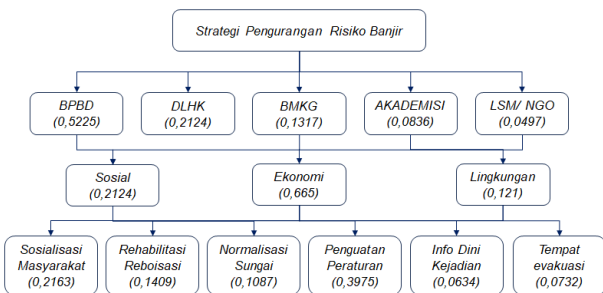 Strategi Pengurangan Risiko Banjir
BPBD
(0,5225)
DLHK
(0,2124)
BMKG
(0,1317)
AKADEMISI
(0,0836)
LSM/ NGO
(0,0497)
Sosial
(0,2124)
Ekonomi
(0,665)
Lingkungan
(0,121)
Sosialisasi
Masyarakat
(0,2163)
Rehabilitasi
Reboisasi
(0,1409)
Normalisasi
Sungai
(0,1087)
Penguatan
Peraturan
(0,3975)
Info Dini
Kejadian
(0,0634)
Tempat
evakuasi
(0,0732)